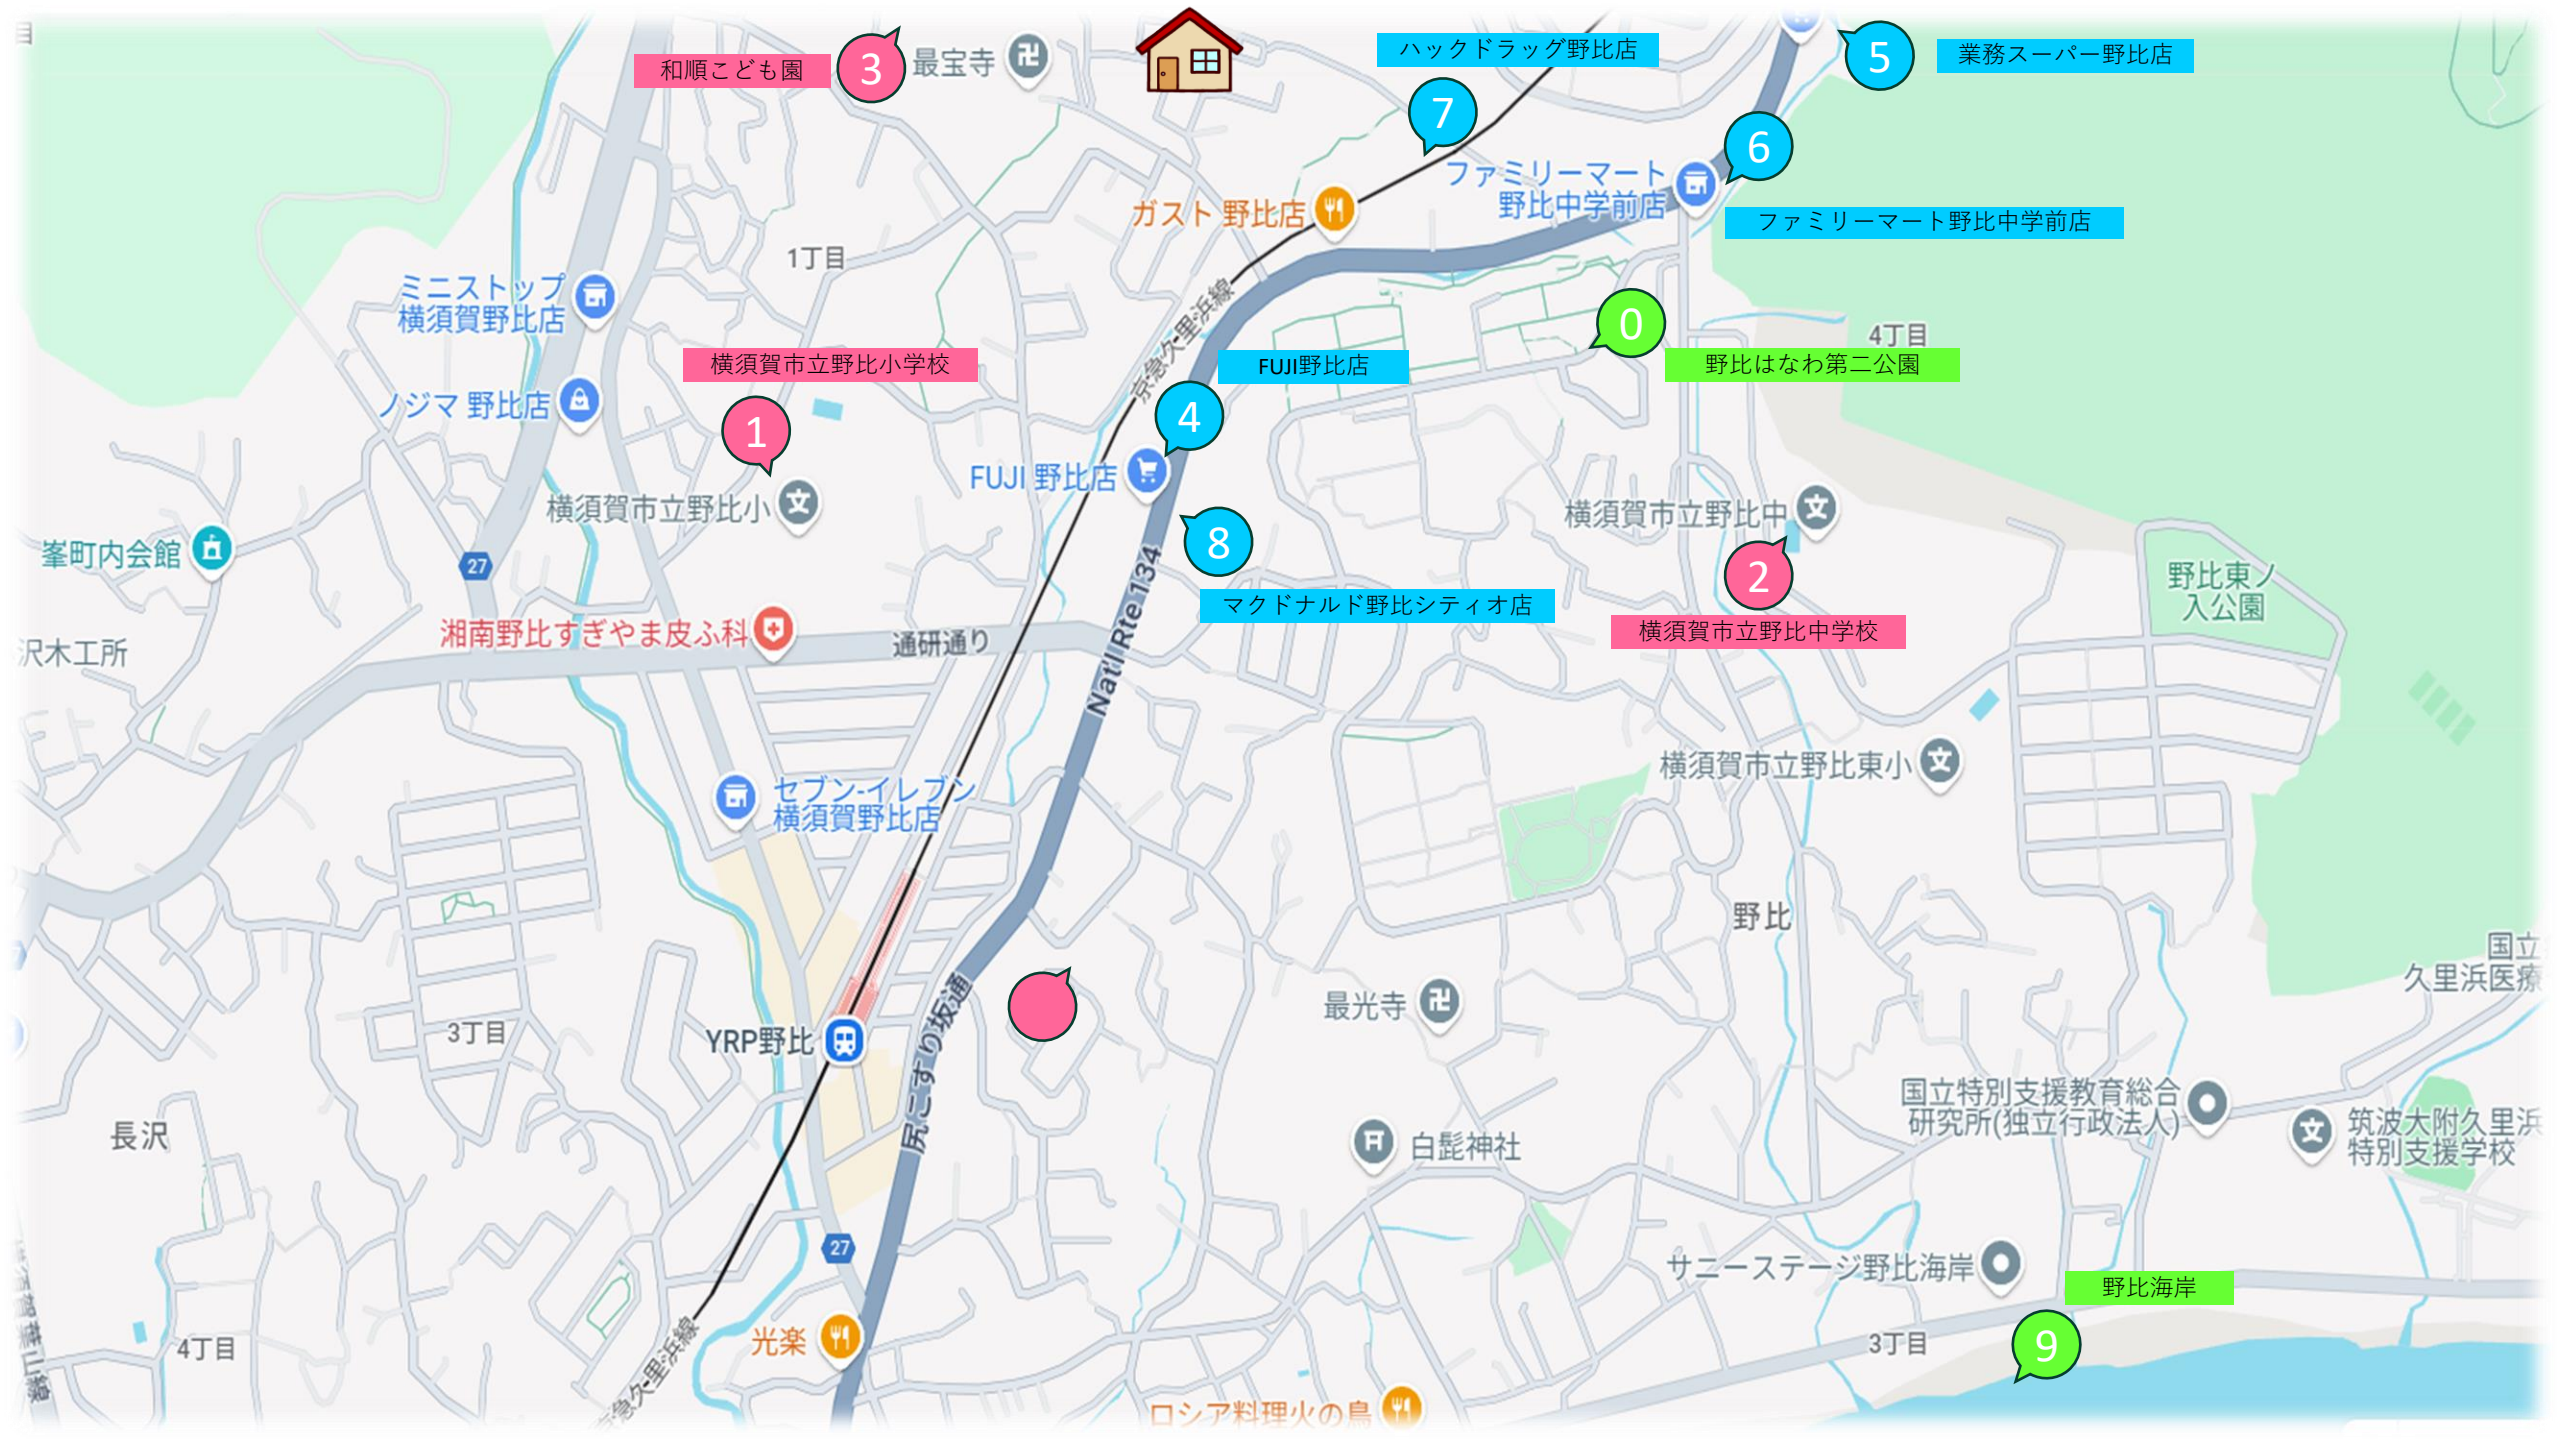 目
和順こども園
3
最宝寺
ハックドラッグ野比店
7
5
業務スーパー野比店
6
ファミリーマート
野比中学前店
ファミリーマート野比中学前店
ガスト 野比店
1丁目
ミニストップ
横須賀野比店
京急久里浜線
0
4丁目
野比はなわ第二公園
横須賀市立野比小学校
FUJI野比店
ノジマ 野比店
1
4
FUJI 野比店
横須賀市立野比小
横須賀市立野比中
峯町内会館
27
8
2
野比東ノ
入公園
マクドナルド野比シティオ店
横須賀市立野比中学校
湘南野比すぎやま皮ふ科
通研通り
Nat'l Rte 134
沢木工所
横須賀市立野比東小
セブン-イレブン
横須賀野比店
野比
国立
久里浜医療
最光寺
YRP野比
3丁目
尻こすり坂通
長沢
白髭神社
国立特別支援教育総合
研究所(独立行政法人)
筑波大附久里浜
特別支援学校
27
サニーステージ野比海岸
野比海岸
9
3丁目
4丁目
光楽
急久里浜線
須賀葉山線
ロシア料理火の鳥